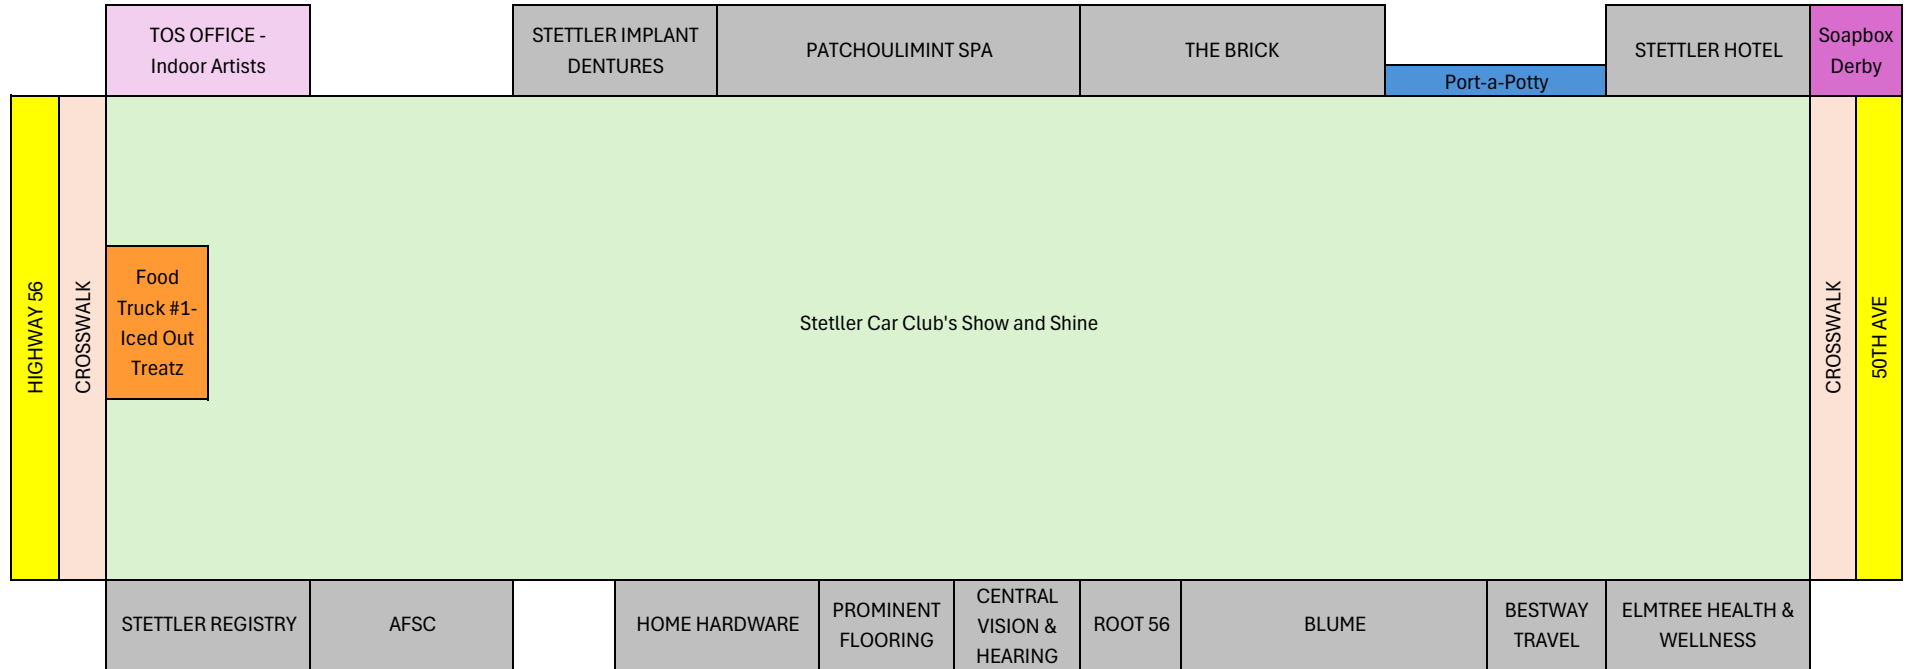 TOS OFFICE -
Indoor Artists
STETTLER IMPLANT
DENTURES
PATCHOULIMINT SPA
THE BRICK
Port-a-Potty
STETTLER HOTEL
Soapbox
Derby
HIGHWAY 56
CROSSWALK
Food
Truck #1-
Iced Out
Treatz
Stetller Car Club's Show and Shine
CROSSWALK
50TH AVE
STETTLER REGISTRY
AFSC
HOME HARDWARE
PROMINENT
FLOORING
CENTRAL
VISION &
HEARING
ROOT 56
BLUME
BESTWAY
TRAVEL
ELMTREE HEALTH &
WELLNESS